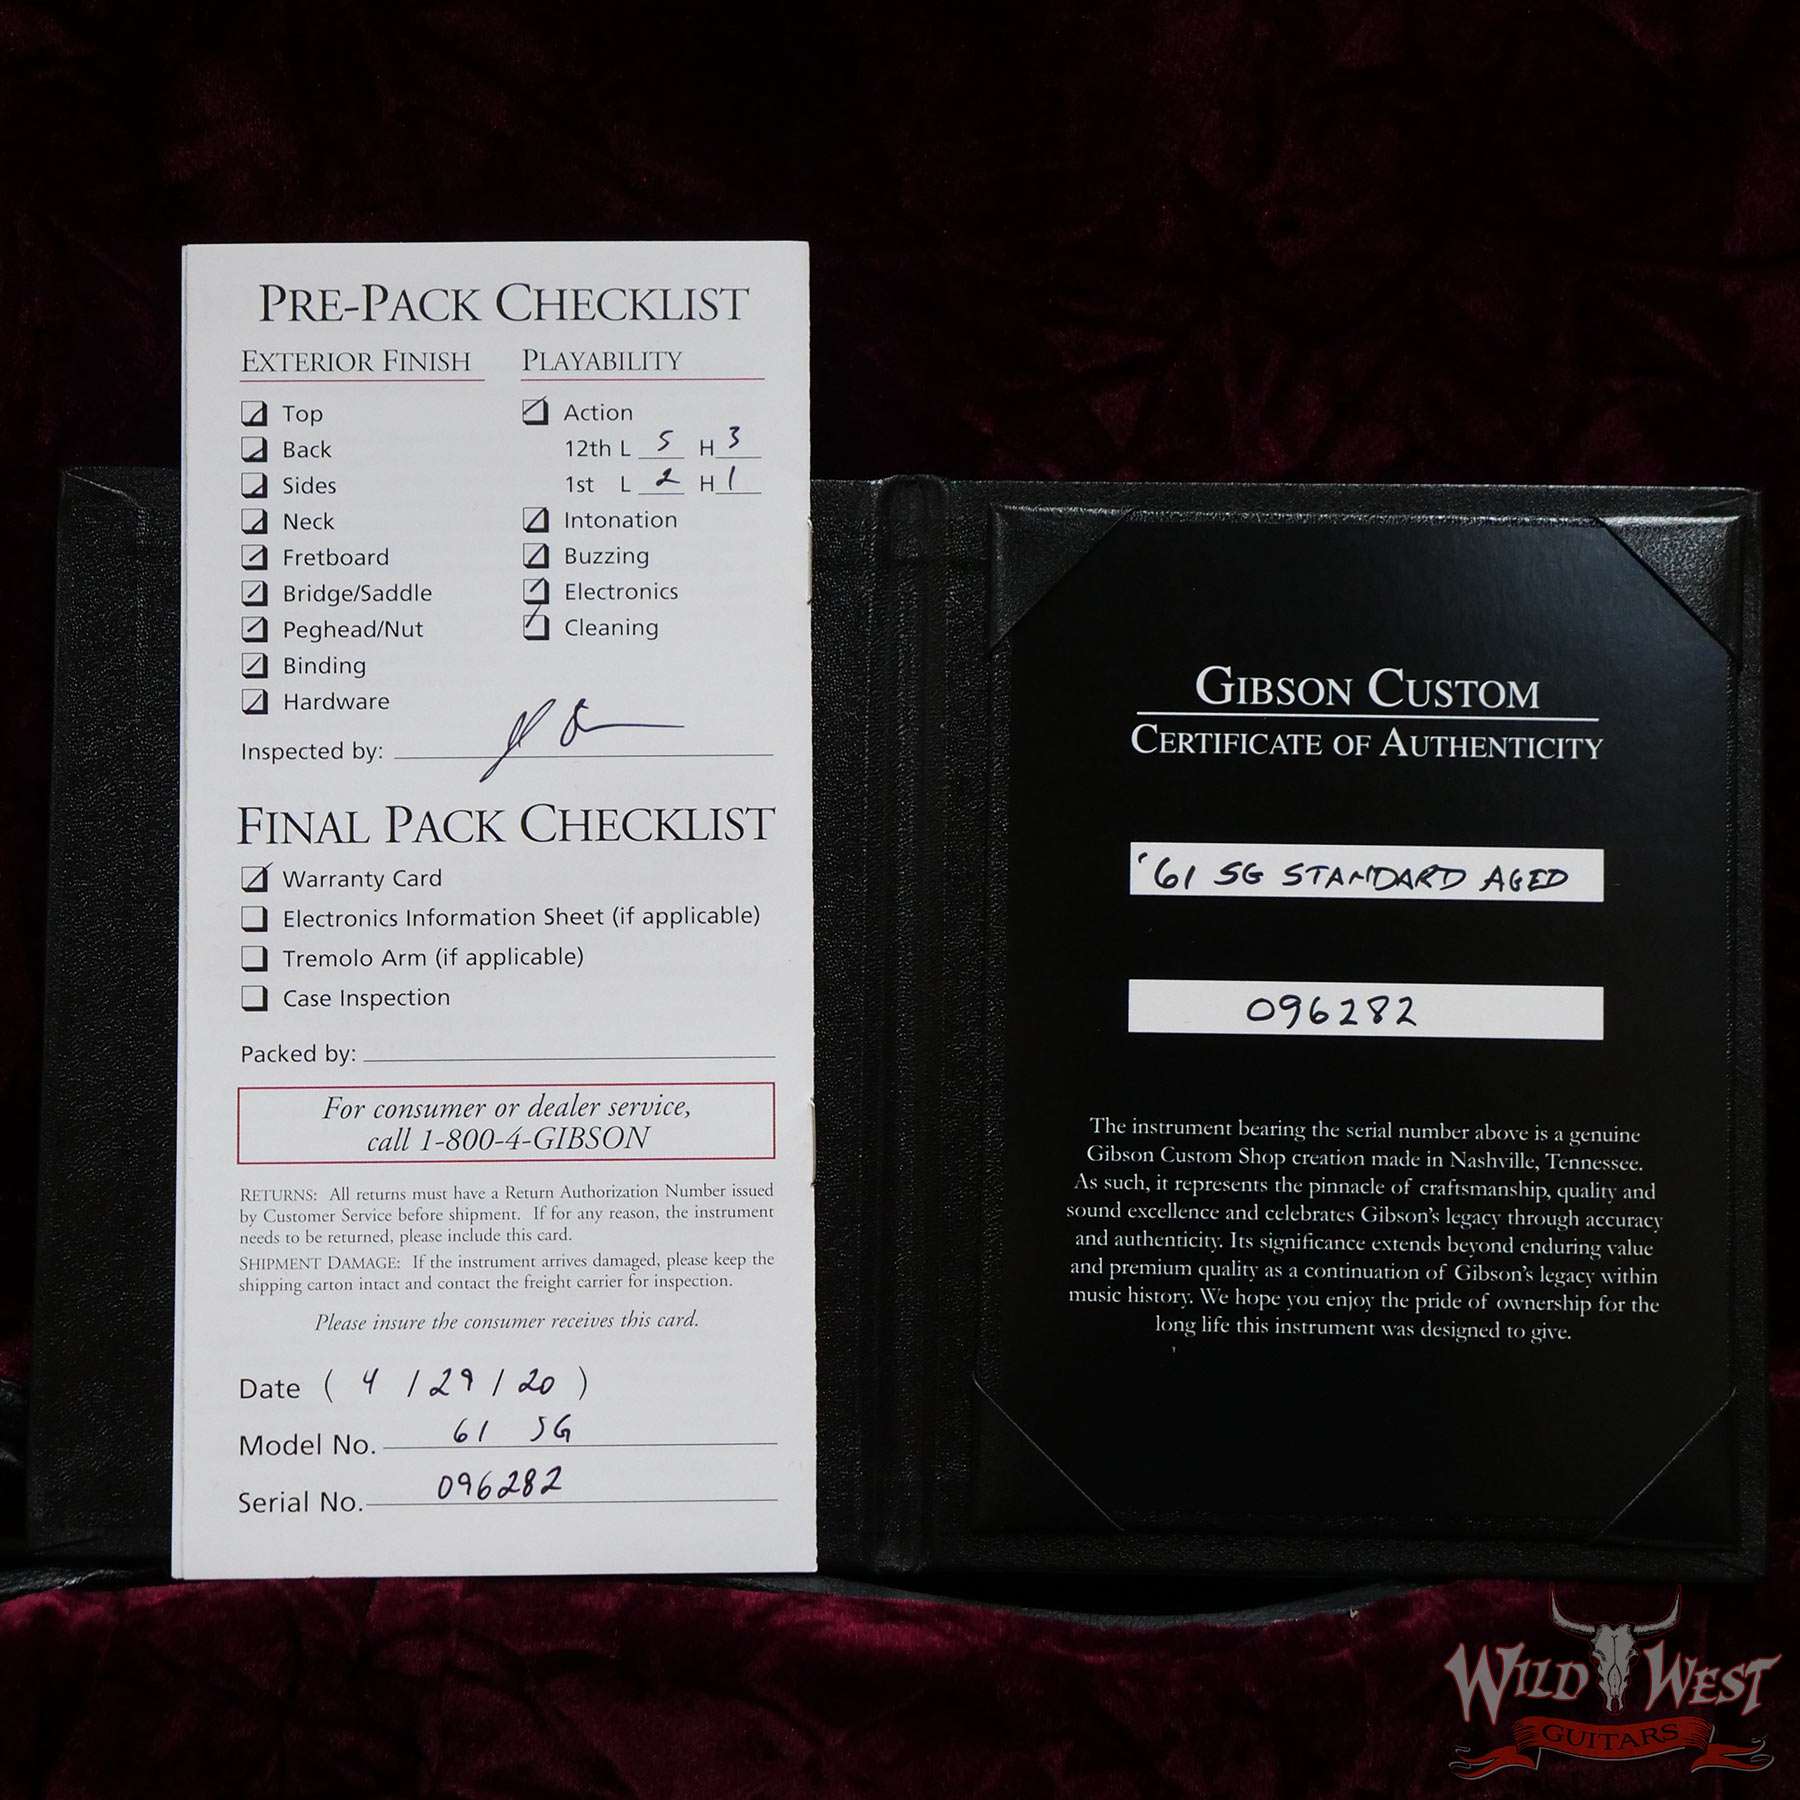 PRE-PACK CHECKLIST
EXTERIOR FINISH
Top
Back
Sides
Neck
Fretboard
Bridge/Saddle
Peghead/Nut
Binding
Hardware
PLAYABILITY
Action
12th L 5 H 3
1st L 2 H 1
Intonation
Buzzing
Electronics
Cleaning
Inspected by:
FINAL PACK CHECKLIST
Warranty Card
Electronics Information Sheet (if applicable)
Tremolo Arm (if applicable)
Case Inspection
Packed by:
For consumer or dealer service,
call 1-800-4-GIBSON
RETURNS: All returns must have a Return Authorization Number issued
by Customer Service before shipment. If for any reason, the instrument
needs to be returned, please include this card.
SHIPMENT DAMAGE: If the instrument arrives damaged, please keep the
shipping carton intact and contact the freight carrier for inspection.
Please insure the consumer receives this card.
Date ( 4 / 29 / 20 )
Model No. 61 SG
Serial No. 096282
GIBSON CUSTOM
CERTIFICATE OF AUTHENTICITY
'61 SG STANDARD AGED
096282
The instrument bearing the serial number above is a genuine
Gibson Custom Shop creation made in Nashville, Tennessee.
As such, it represents the pinnacle of craftsmanship, quality and
sound excellence and celebrates Gibson's legacy through accuracy
and authenticity. Its significance extends beyond enduring value
and premium quality as a continuation of Gibson's legacy within
music history. We hope you enjoy the pride of ownership for the
long life this instrument was designed to give.
WILD WEST
GUITARS